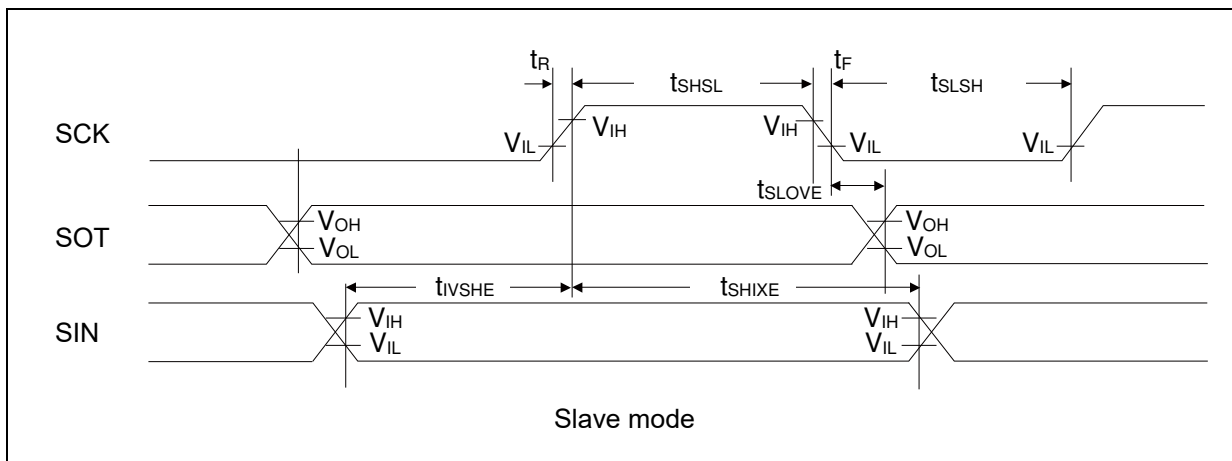 tR tSHSL tF tSLSH
SCK VIL VIH VIH VIL VIL
tSLOVE
SOT VOH VOH
VOL VOL
tIVSHE tSHIXE
SIN VIH VIH
VIL VIL
Slave mode